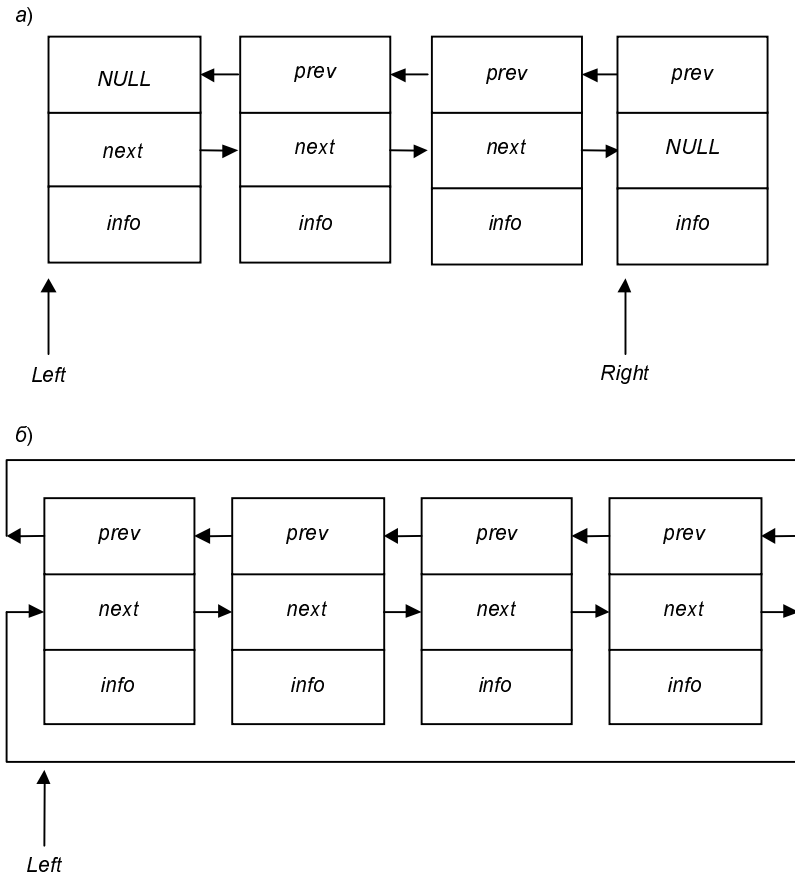 а)
NULL prev prev prev
next next next NULL
info info info info
Left Right
б)
prev prev prev prev
next next next next
info info info info
Left